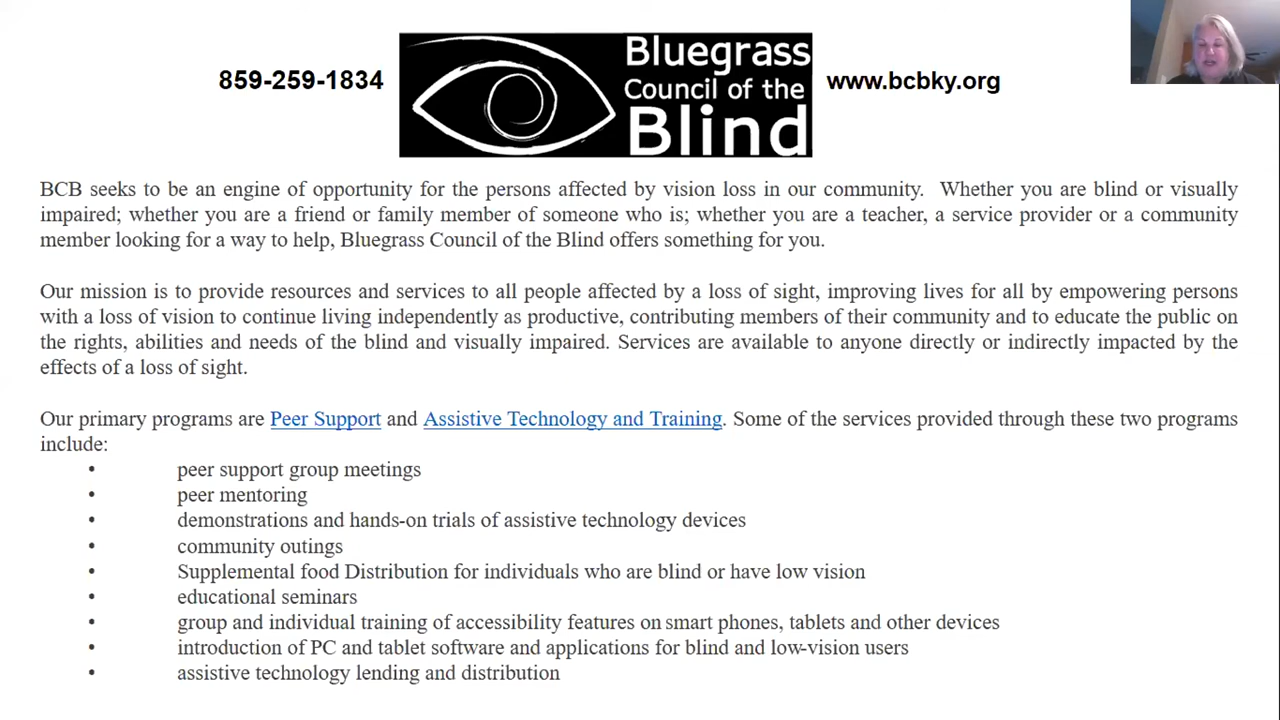 859-259-1834
Bluegrass
Council of the
Blind
www.bcbky.org
BCB seeks to be an engine of opportunity for the persons affected by vision loss in our community.  Whether you are blind or visually
impaired; whether you are a friend or family member of someone who is; whether you are a teacher, a service provider or a community
member looking for a way to help, Bluegrass Council of the Blind offers something for you.
Our mission is to provide resources and services to all people affected by a loss of sight, improving lives for all by empowering persons
with a loss of vision to continue living independently as productive, contributing members of their community and to educate the public on
the rights, abilities and needs of the blind and visually impaired. Services are available to anyone directly or indirectly impacted by the
effects of a loss of sight.
Our primary programs are Peer Support and Assistive Technology and Training. Some of the services provided through these two programs
include:
• peer support group meetings
• peer mentoring
• demonstrations and hands-on trials of assistive technology devices
• community outings
• Supplemental food Distribution for individuals who are blind or have low vision
• educational seminars
• group and individual training of accessibility features on smart phones, tablets and other devices
• introduction of PC and tablet software and applications for blind and low-vision users
• assistive technology lending and distribution